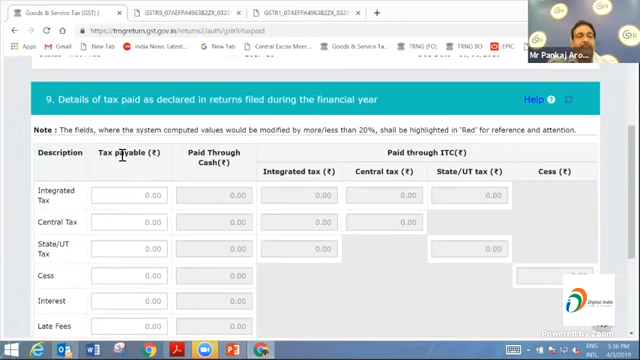 Goods & Service Tax (GST)
GSTR9_07AEFPA4963B2ZX_032
GSTR1_07AEFPA4963B2ZX_0320
https://trngreturn.gst.gov.in/returns2/auth/gstr9/taxpaid
Apps
New Tab
AOL Mail
India News, Latest
Central Excise Meer
Goods & Service Ta
TRNG (FO)
TRNG BO
EPIC
Mr Pankaj Aro...
9. Details of tax paid as declared in returns filed during the financial year
Help ?
Note : The fields, where the system computed values would be modified by more/less than 20%, shall be highlighted in 'Red' for reference and attention.
Description Tax payable (₹) Paid Through Cash(₹) Paid through ITC(₹)
Integrated tax (₹) Central tax (₹) State/UT tax (₹) Cess (₹)
Integrated Tax 0.00 0.00 0.00 0.00 0.00
Central Tax 0.00 0.00 0.00 0.00
State/UT Tax 0.00 0.00 0.00 0.00
Cess 0.00 0.00
Interest 0.00 0.00
Late Fees 0.00 0.00
Digital India
Powered by Zoom
ENG 5:36 PM
INTL 4/3/2019